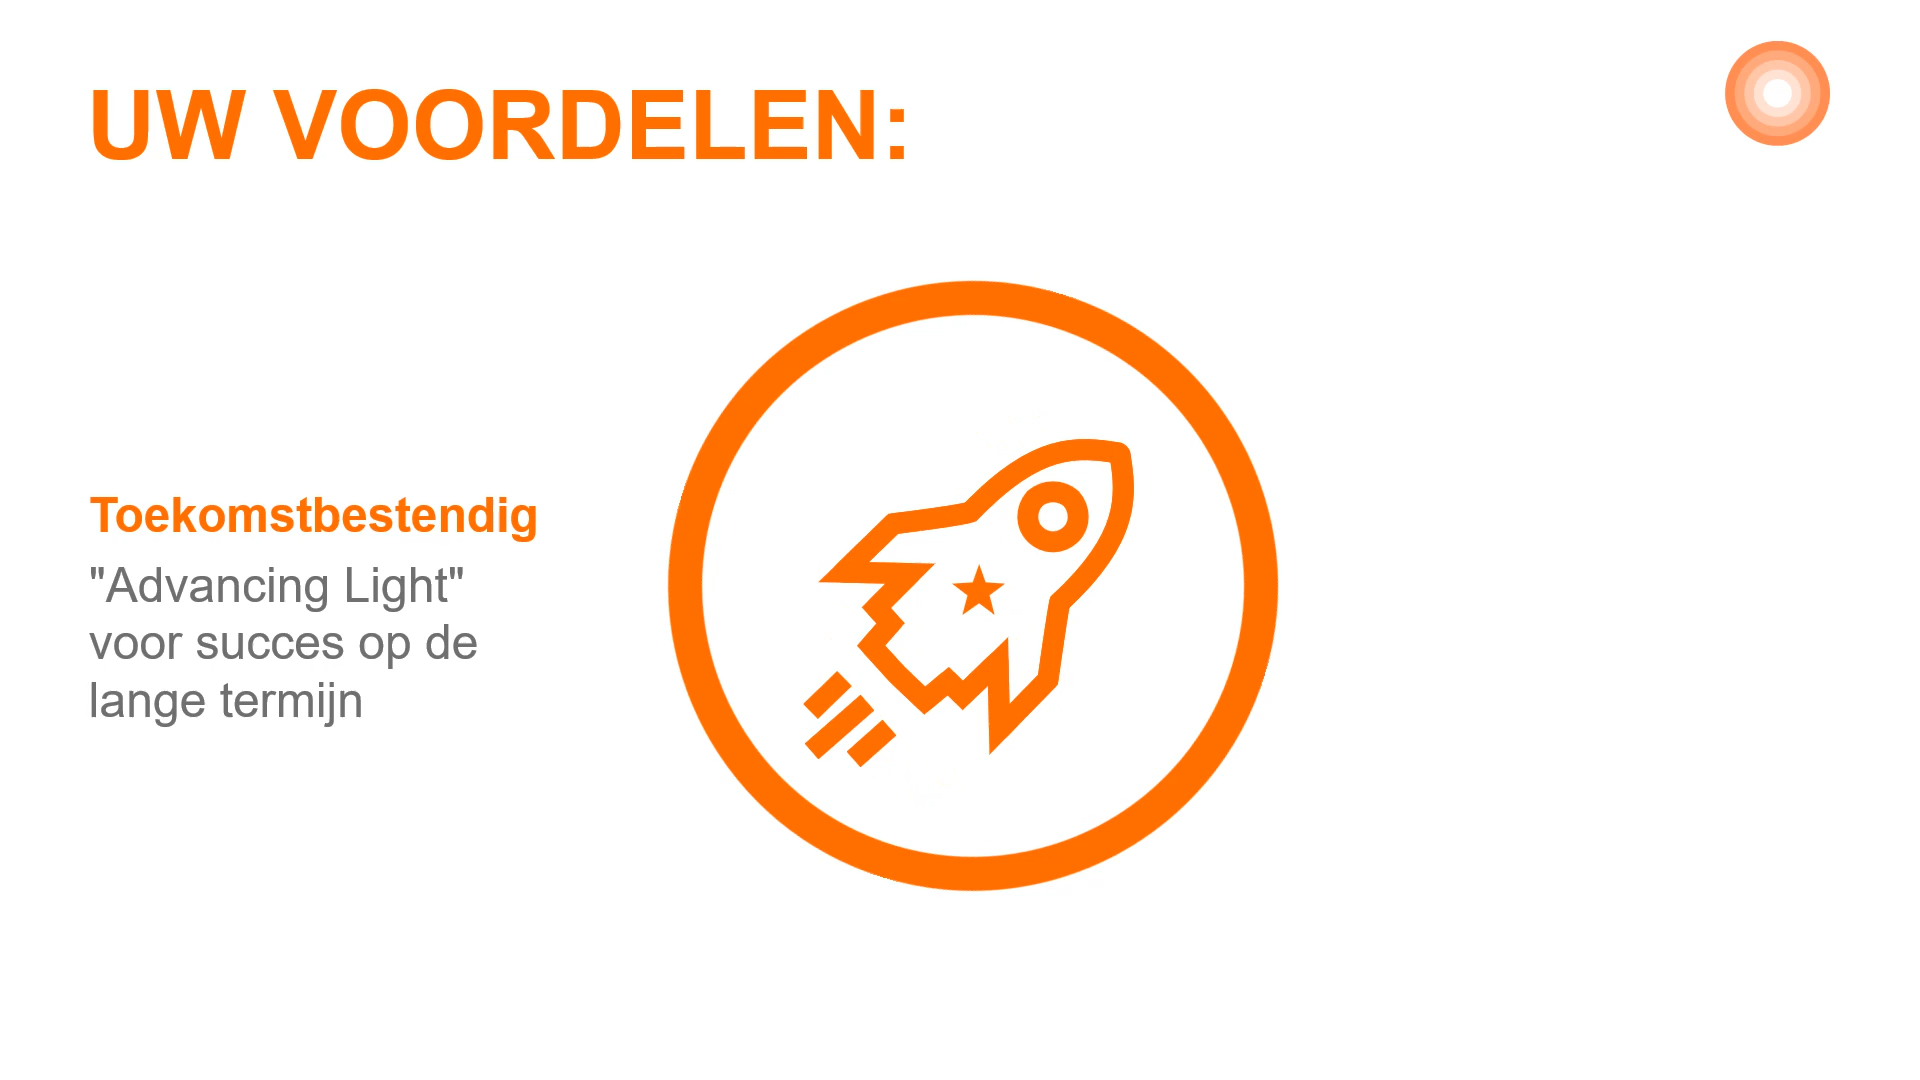 UW VOORDELEN:
Toekomstbestendig
"Advancing Light"
voor succes op de
lange termijn